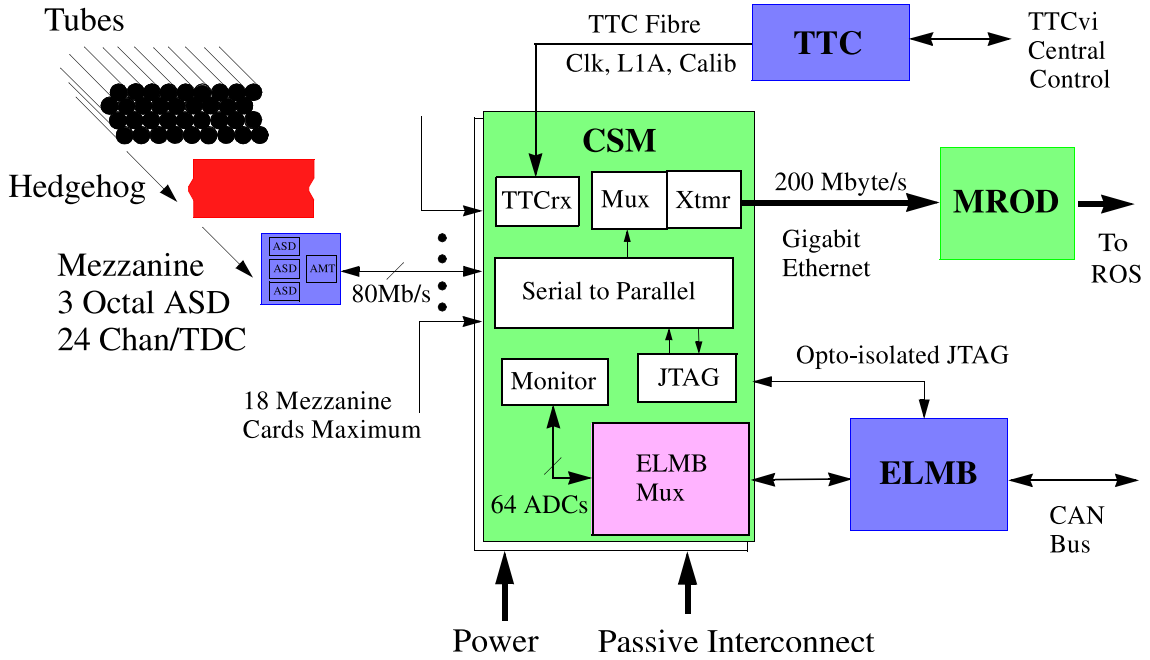 Tubes
TTC Fibre
Clk, L1A, Calib
TTC
TTCvi
Central
Control
CSM
Hedgehog
TTCrx
Mux
Xtmr
200 Mbyte/s
MROD
Gigabit
Ethernet
To
ROS
ASD
ASD
ASD
AMT
Mezzanine
3 Octal ASD
24 Chan/TDC
80Mb/s
Serial to Parallel
Opto-isolated JTAG
Monitor
JTAG
18 Mezzanine
Cards Maximum
ELMB
Mux
64 ADCs
ELMB
CAN
Bus
Power
Passive Interconnect